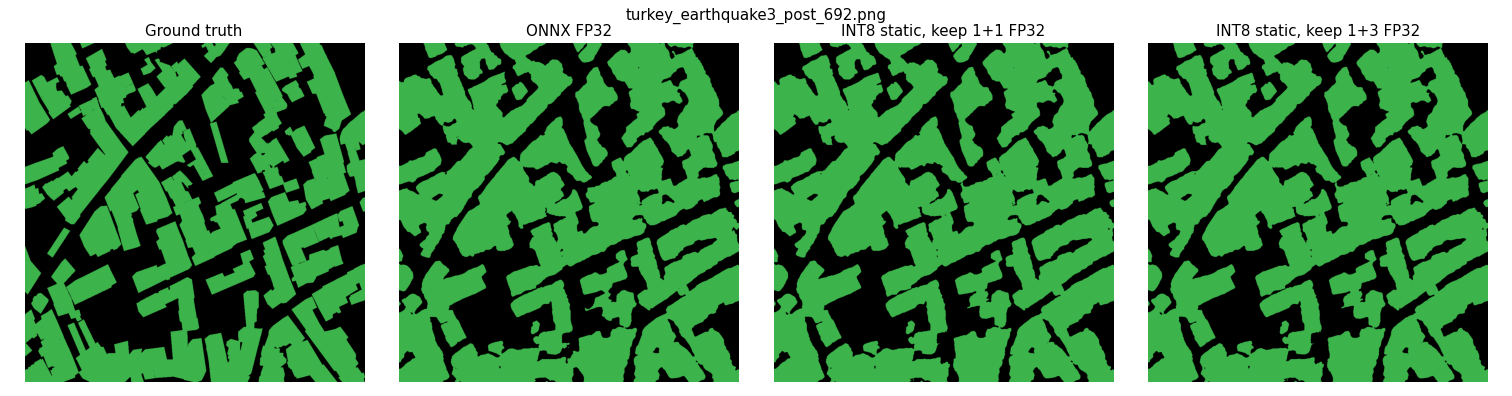 turkey_earthquake3_post_692.png
Ground truth
ONNX FP32
INT8 static, keep 1+1 FP32
INT8 static, keep 1+3 FP32